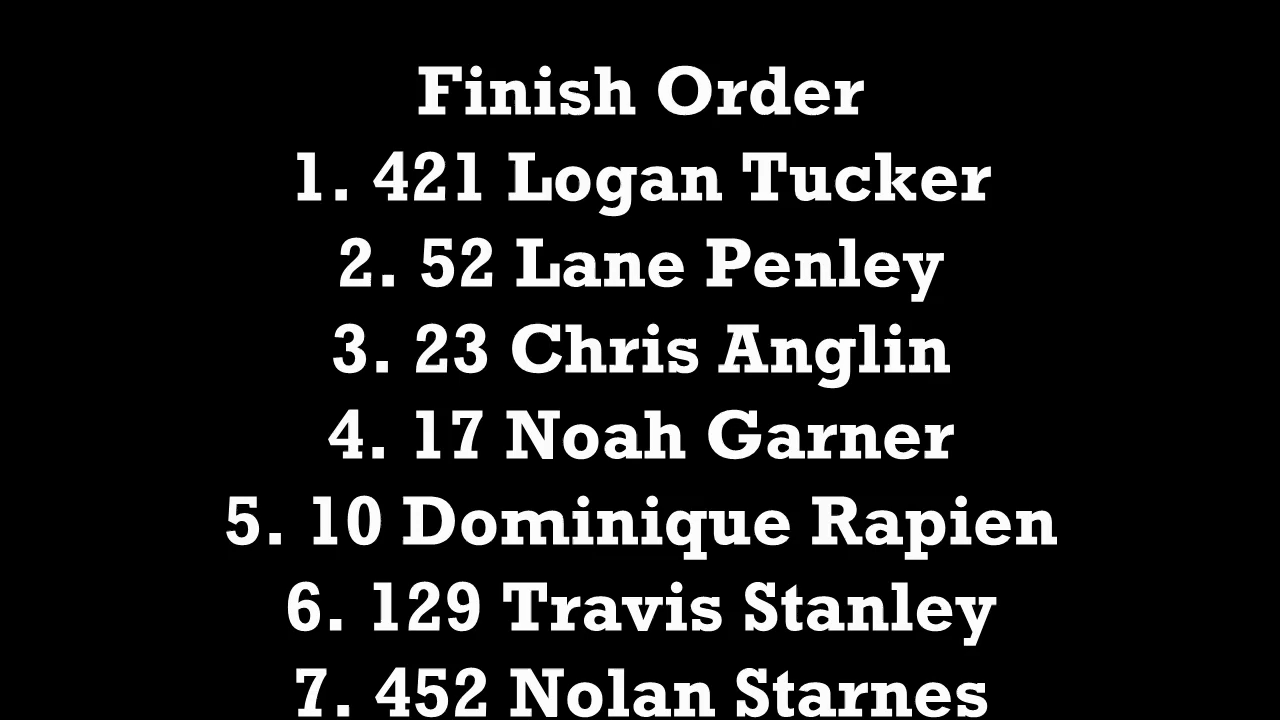 Finish Order
1. 421 Logan Tucker
2. 52 Lane Penley
3. 23 Chris Anglin
4. 17 Noah Garner
5. 10 Dominique Rapien
6. 129 Travis Stanley
7. 452 Nolan Starnes